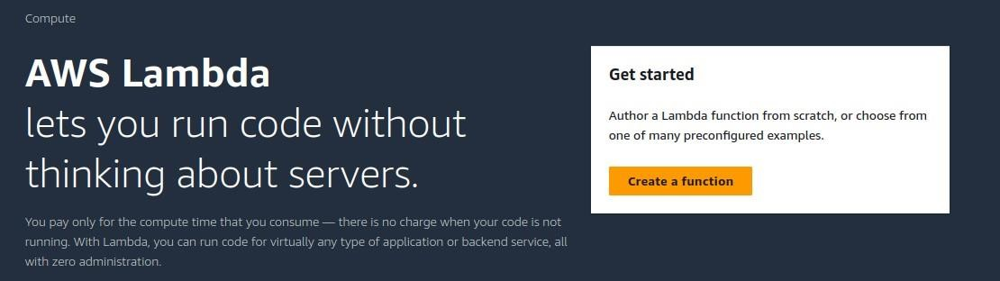 Compute
AWS Lambda
lets you run code without
thinking about servers.
You pay only for the compute time that you consume — there is no charge when your code is not
running. With Lambda, you can run code for virtually any type of application or backend service, all
with zero administration.
Get started
Author a Lambda function from scratch, or choose from
one of many preconfigured examples.
Create a function